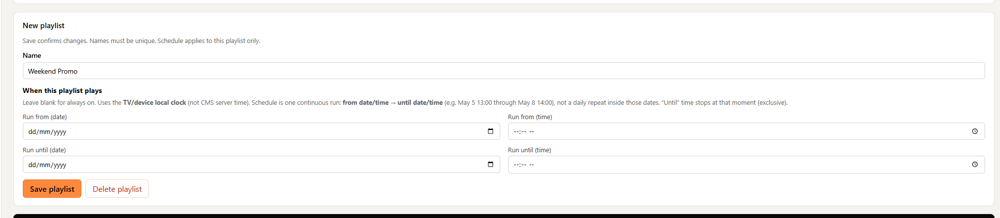 New playlist
Save confirms changes. Names must be unique. Schedule applies to this playlist only.
Name
Weekend Promo
When this playlist plays
Leave blank for always on. Uses the TV/device local clock (not CMS server time). Schedule is one continuous run: from date/time → until date/time (e.g. May 5 13:00 through May 8 14:00), not a daily repeat inside those dates. “Until” time stops at that moment (exclusive).
Run from (date)
Run from (time)
dd/mm/yyyy
--:-- --
Run until (date)
Run until (time)
dd/mm/yyyy
--:-- --
Save playlist
Delete playlist